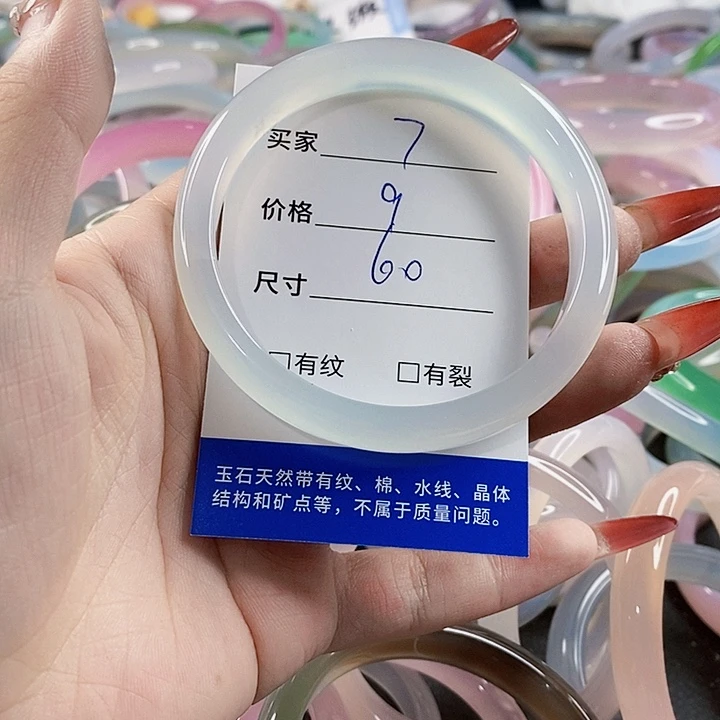 买家 7
价格 9
尺寸 60
□有纹 □有裂
玉石天然带有纹、棉、水线、晶体
结构和矿点等，不属于质量问题。